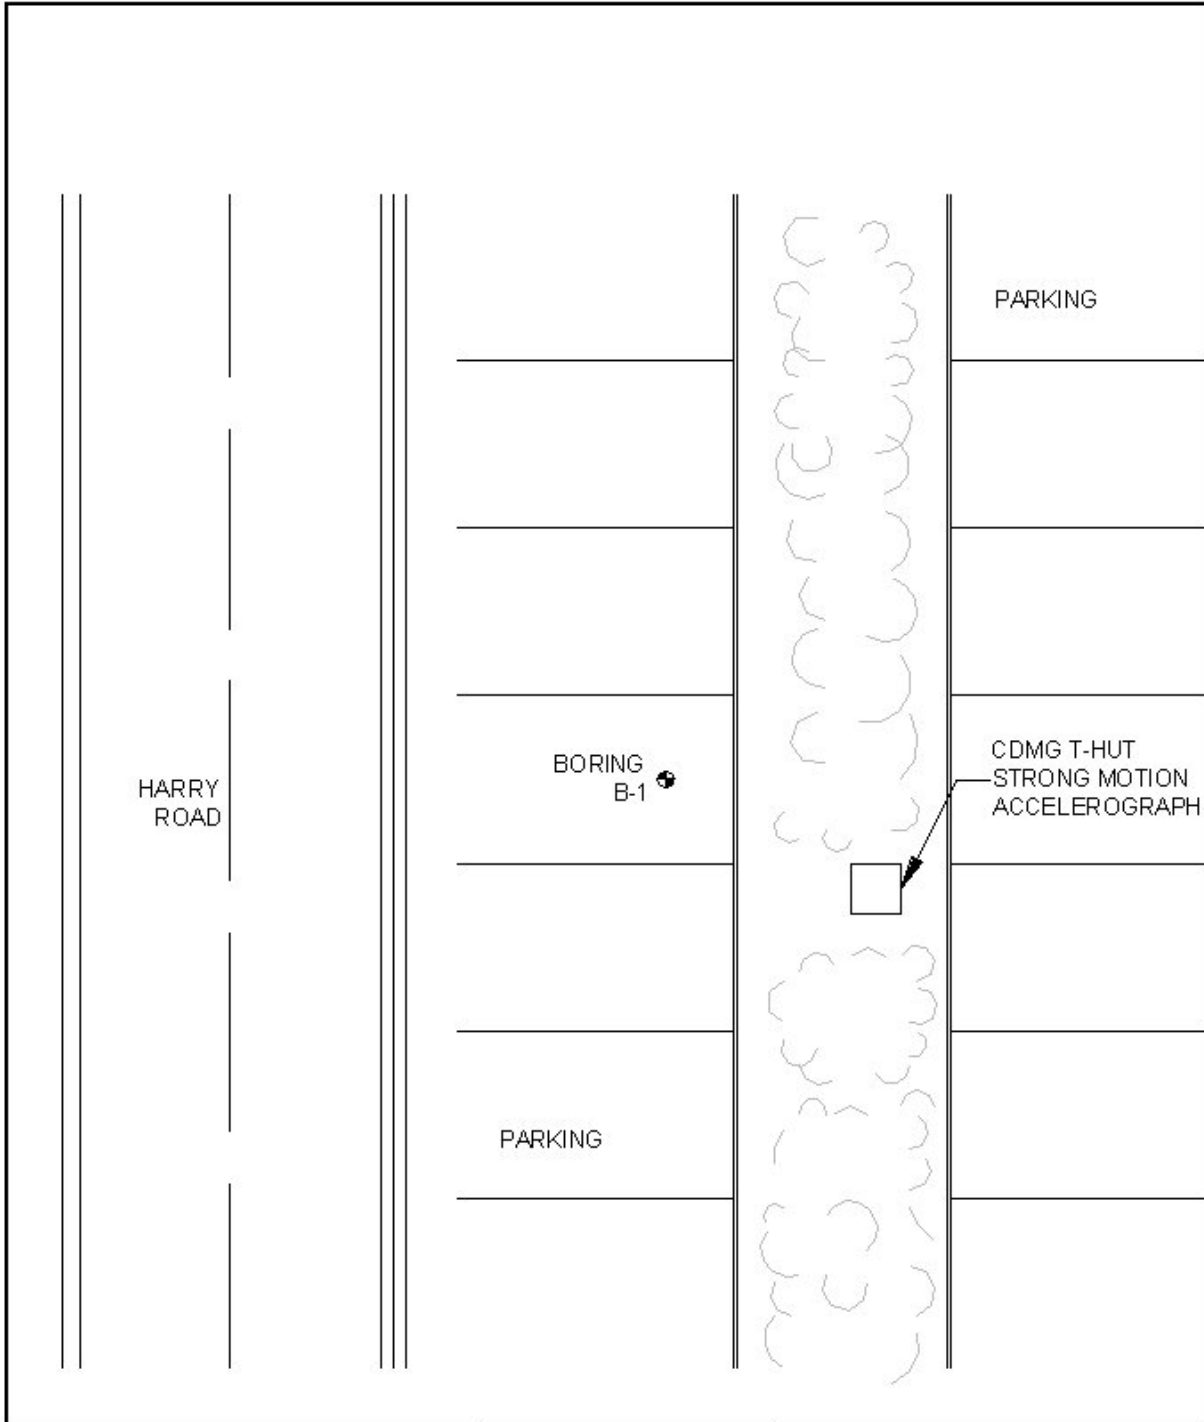 PARKING
CDMG T-HUT
STRONG MOTION
ACCELEROGRAPH
BORING
B-1
HARRY
ROAD
PARKING